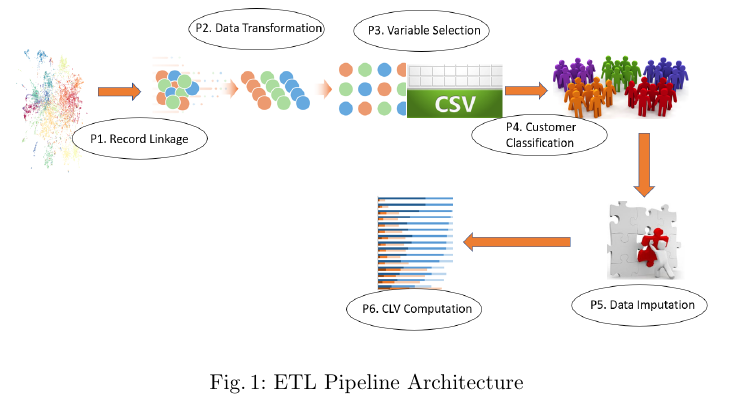 P2. Data Transformation
P3. Variable Selection
CSV
P1. Record Linkage
P4. Customer
Classification
P5. Data Imputation
P6. CLV Computation
Fig. 1: ETL Pipeline Architecture